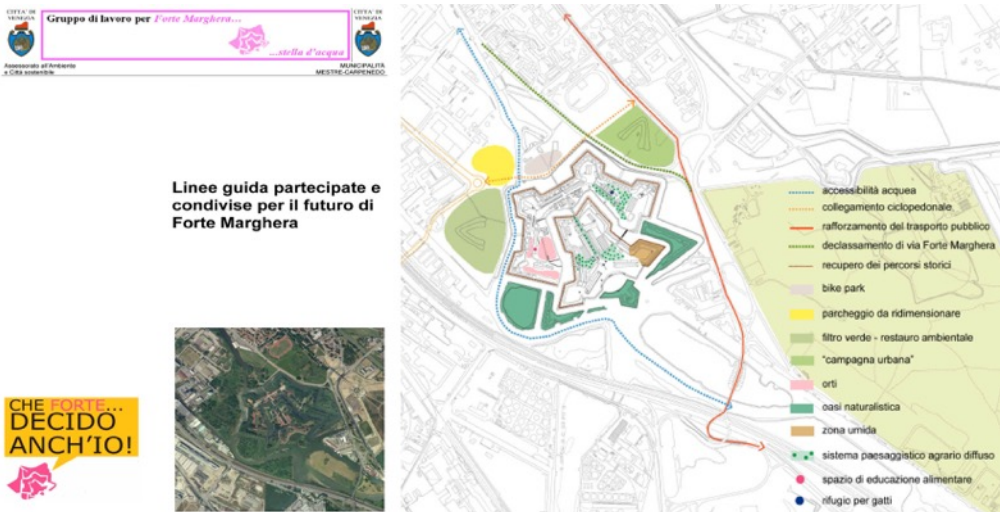 CITTA' DI
VENEZIA
Gruppo di lavoro per Forte Marghera...
...stella d'acqua
CITTA' DI
VENEZIA
Assessorato all'Ambiente
e Città sostenibile
MUNICIPALITÀ
MESTRE-CARPENEDO
Linee guida partecipate e
condivise per il futuro di
Forte Marghera
CHE FORTE...
DECIDO
ANCH'IO!
accessibilità acquea
collegamento ciclopedonale
rafforzamento del trasporto pubblico
declassamento di via Forte Marghera
recupero dei percorsi storici
bike park
parcheggio da ridimensionare
filtro verde - restauro ambientale
"campagna urbana"
orti
oasi naturalistica
zona umida
sistema paesaggistico agrario diffuso
spazio di educazione alimentare
rifugio per gatti